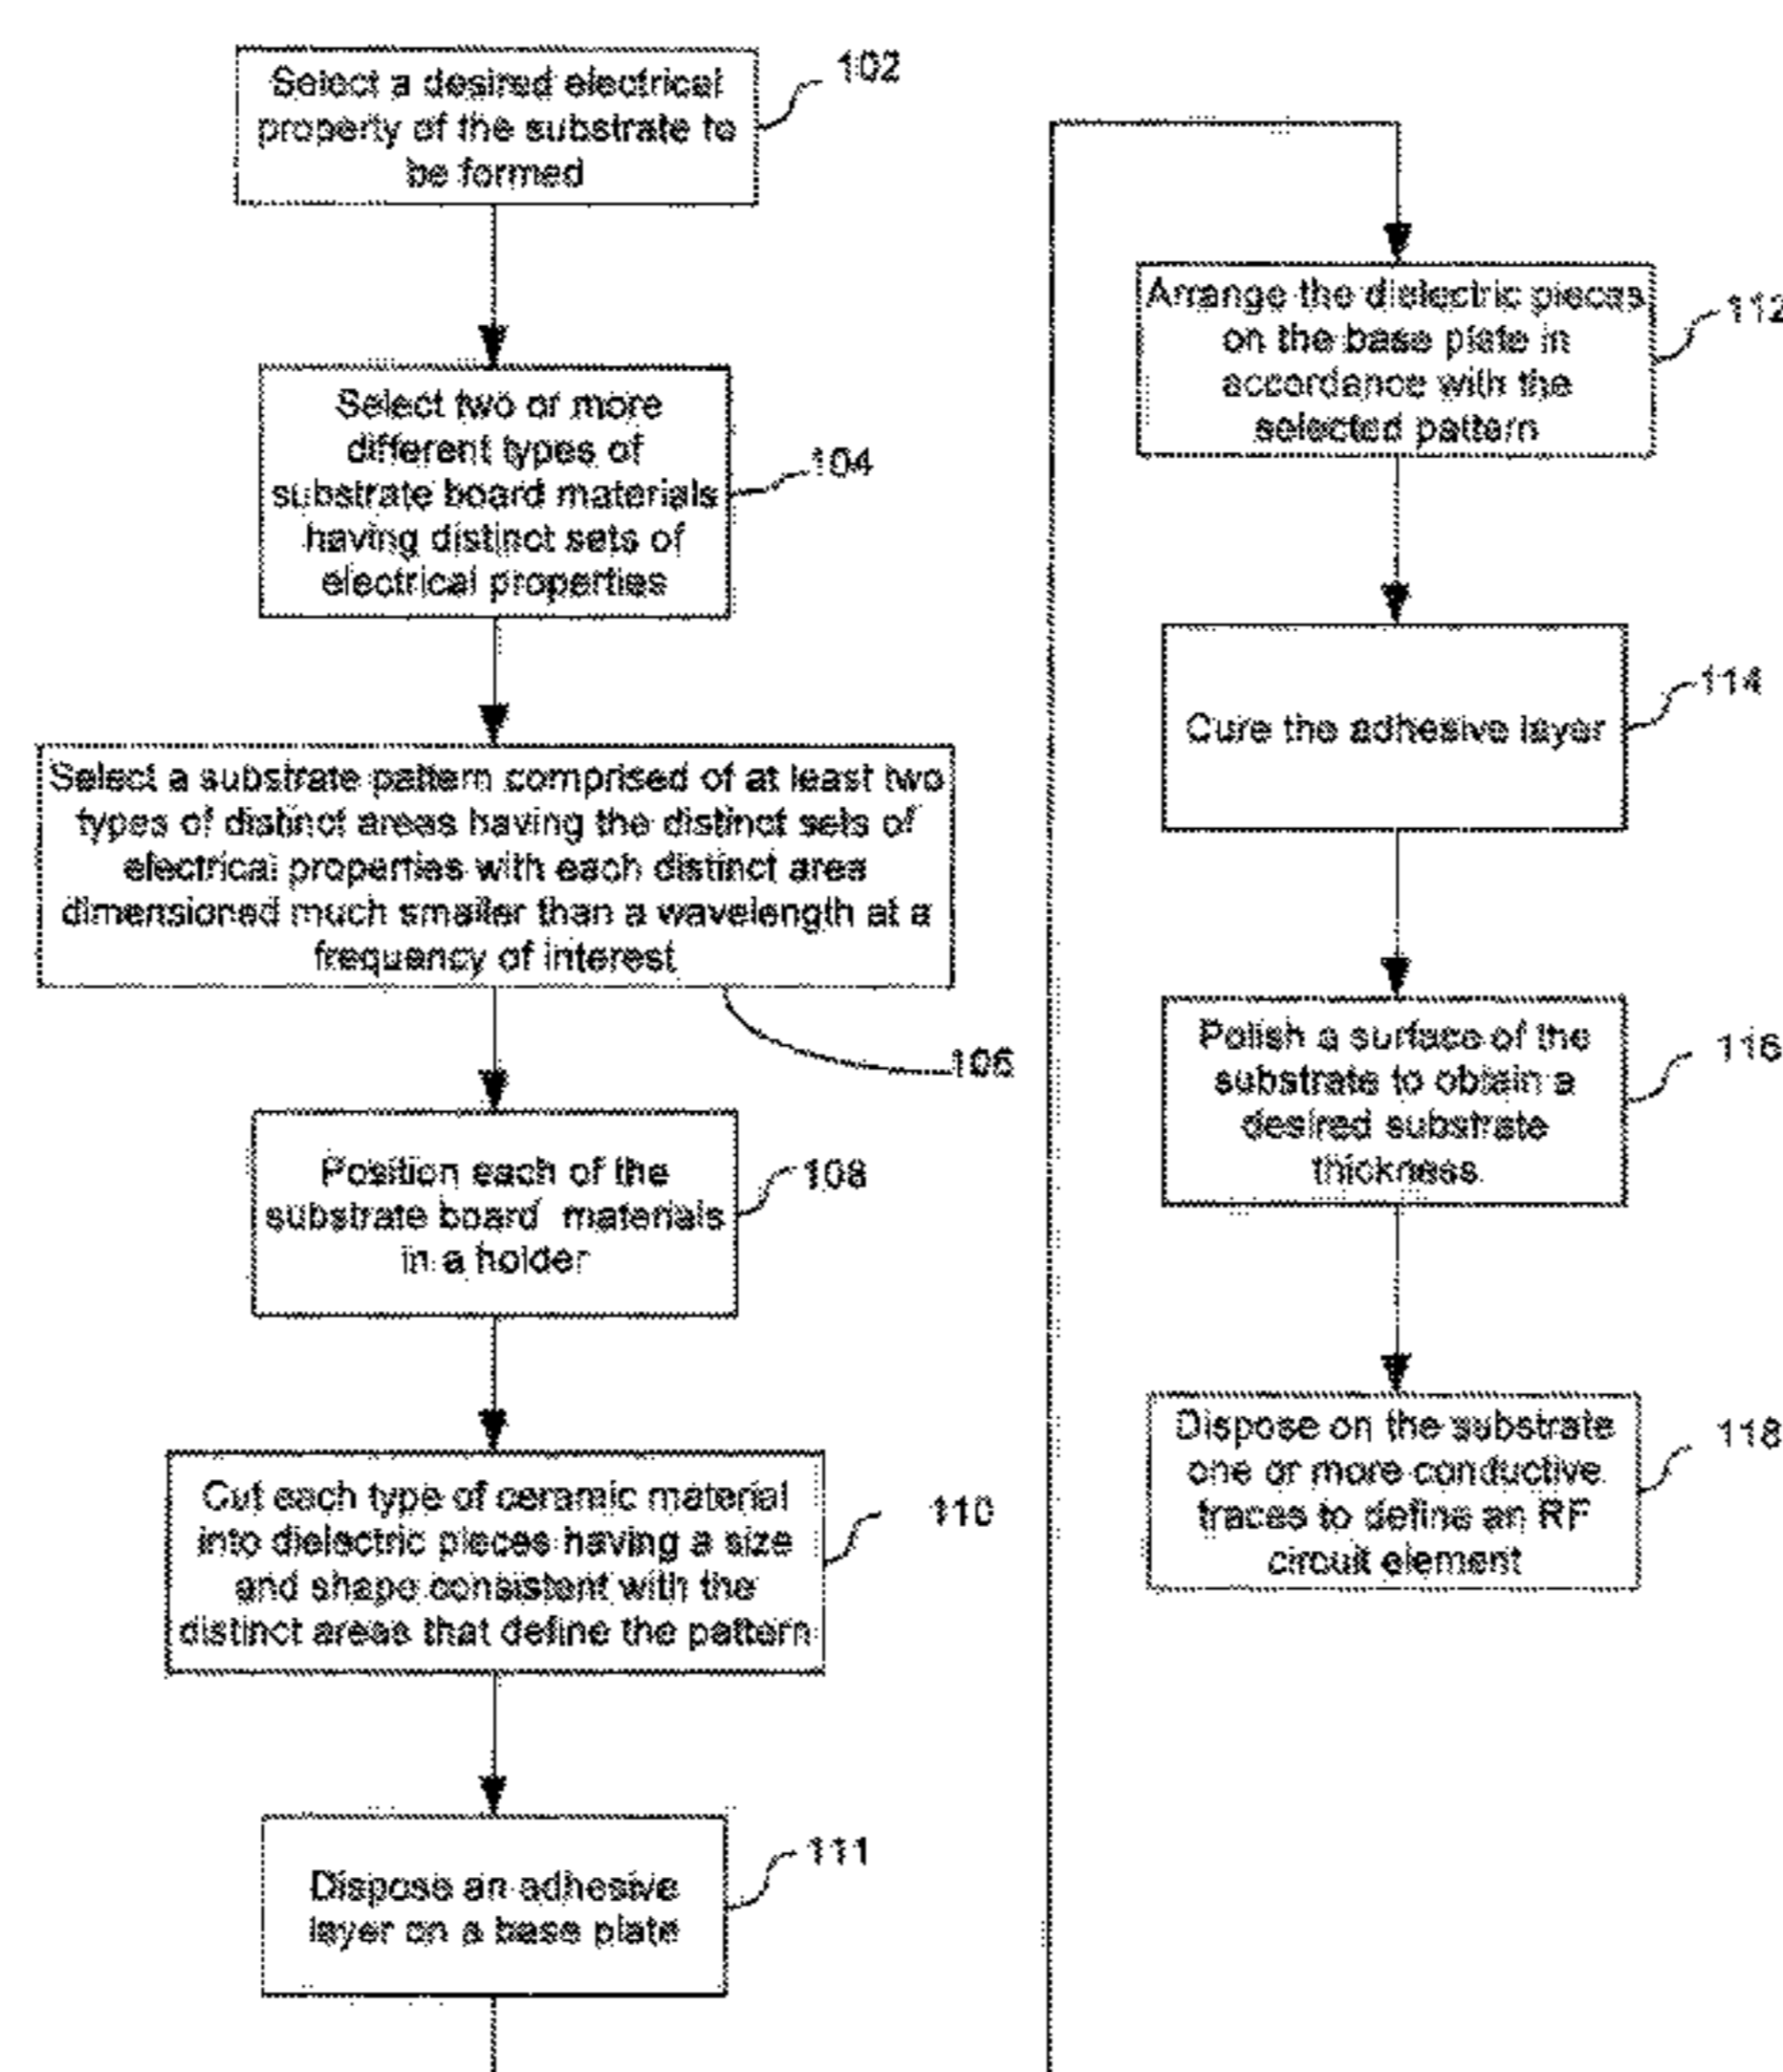 Select a desired electrical
property of the substrate to
be formed
102
Select two or more
different types of
substrate board materials
having distinct sets of
electrical properties
104
Select a substrate pattern comprised of at least two
types of distinct areas having the distinct sets of
electrical properties with each distinct area
dimensioned much smaller than a wavelength at a
frequency of interest
106
Position each of the
substrate board materials
in a holder
108
Cut each type of ceramic material
into dielectric pieces having a size
and shape consistent with the
distinct areas that define the pattern
110
Dispose an adhesive
layer on a base plate
111
Arrange the dielectric pieces
on the base plate in
accordance with the
selected pattern
112
Cure the adhesive layer
114
Polish a surface of the
substrate to obtain a
desired substrate
thickness.
116
Dispose on the substrate
one or more conductive
traces to define an RF
circuit element
118